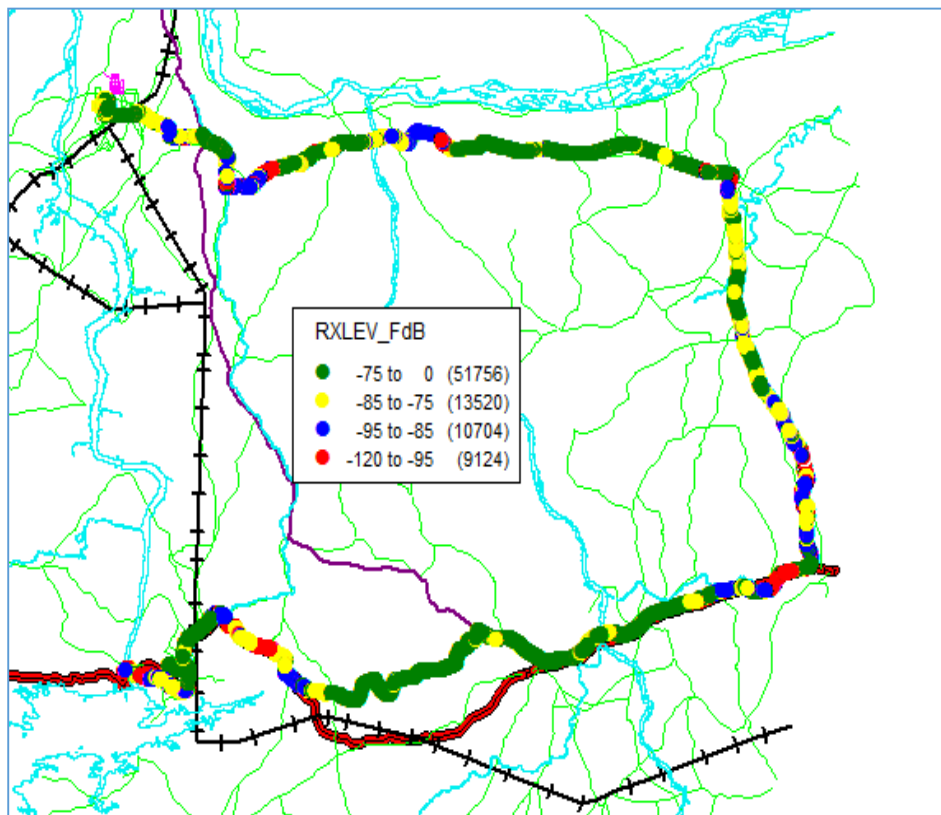 RXLEV_FdB
-75 to 0 (51756)
-85 to -75 (13520)
-95 to -85 (10704)
-120 to -95 (9124)